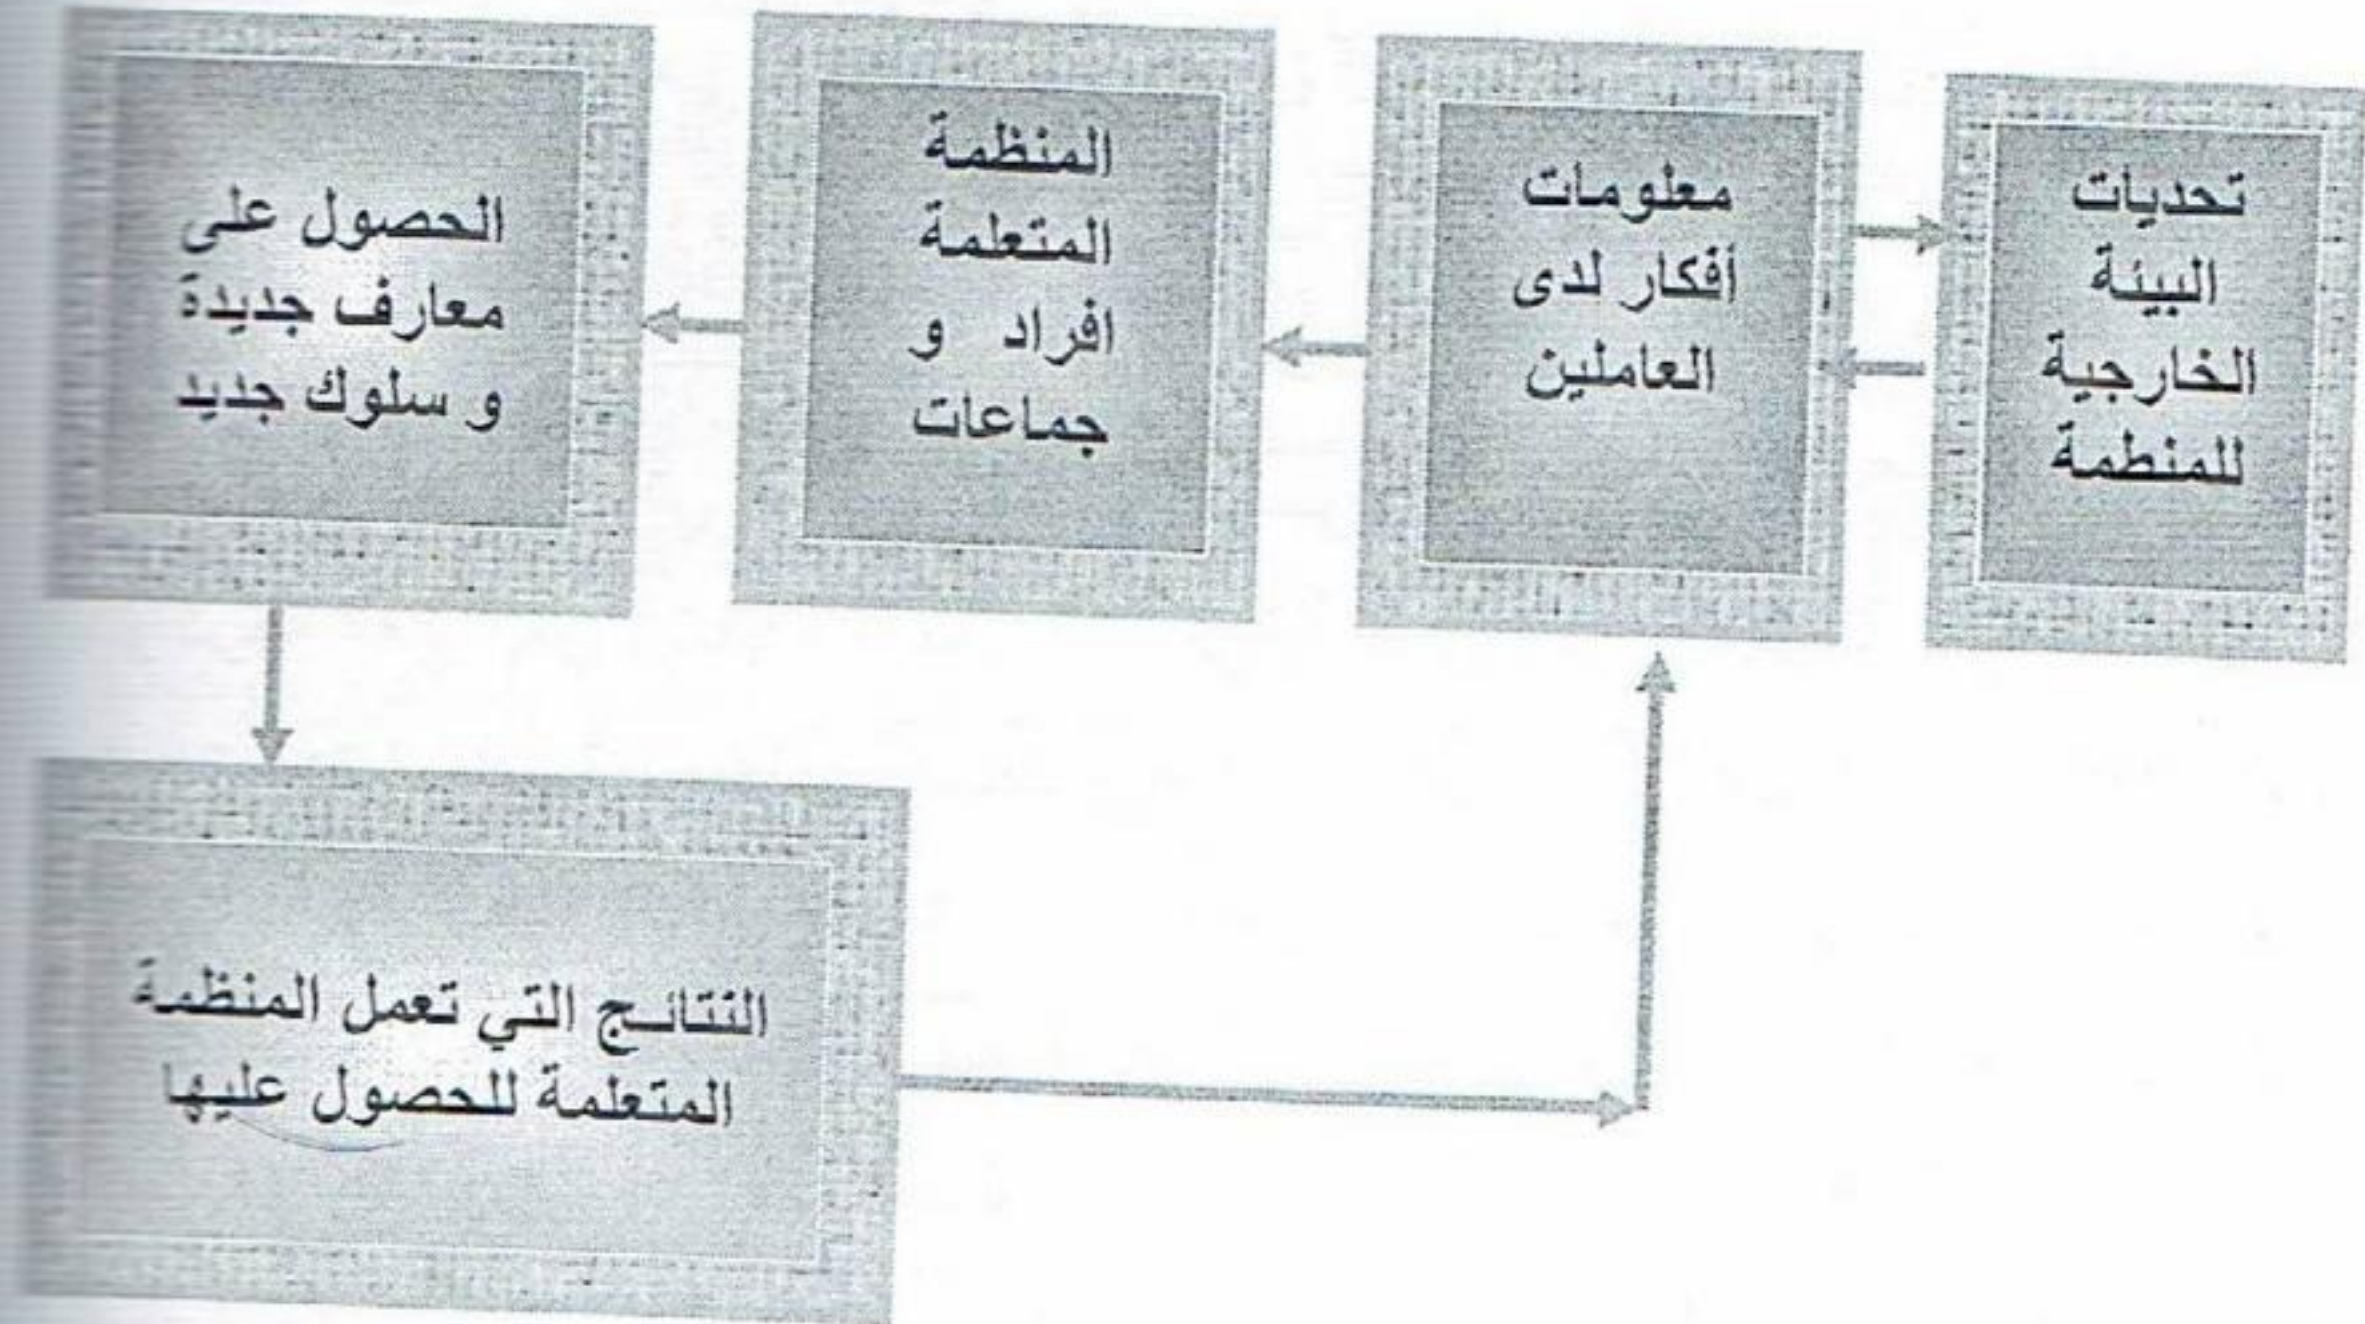 تحديات
البيئة
الخارجية
للمنطمة
معلومات
أفكار لدى
العاملين
المنظمة
المتعلمة
افراد و
جماعات
الحصول على
معارف جديدة
و سلوك جديد
النتائج التي تعمل المنظمة
المتعلمة للحصول عليها